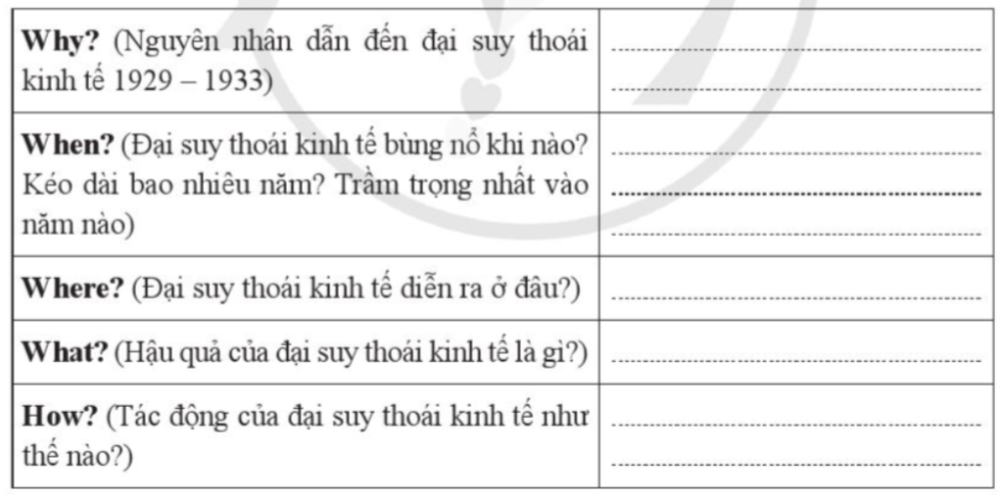 Why? (Nguyên nhân dẫn đến đại suy thoái
kinh tế 1929 – 1933)
When? (Đại suy thoái kinh tế bùng nổ khi nào?
Kéo dài bao nhiêu năm? Trầm trọng nhất vào
năm nào)
Where? (Đại suy thoái kinh tế diễn ra ở đâu?)
What? (Hậu quả của đại suy thoái kinh tế là gì?)
How? (Tác động của đại suy thoái kinh tế như
thế nào?)